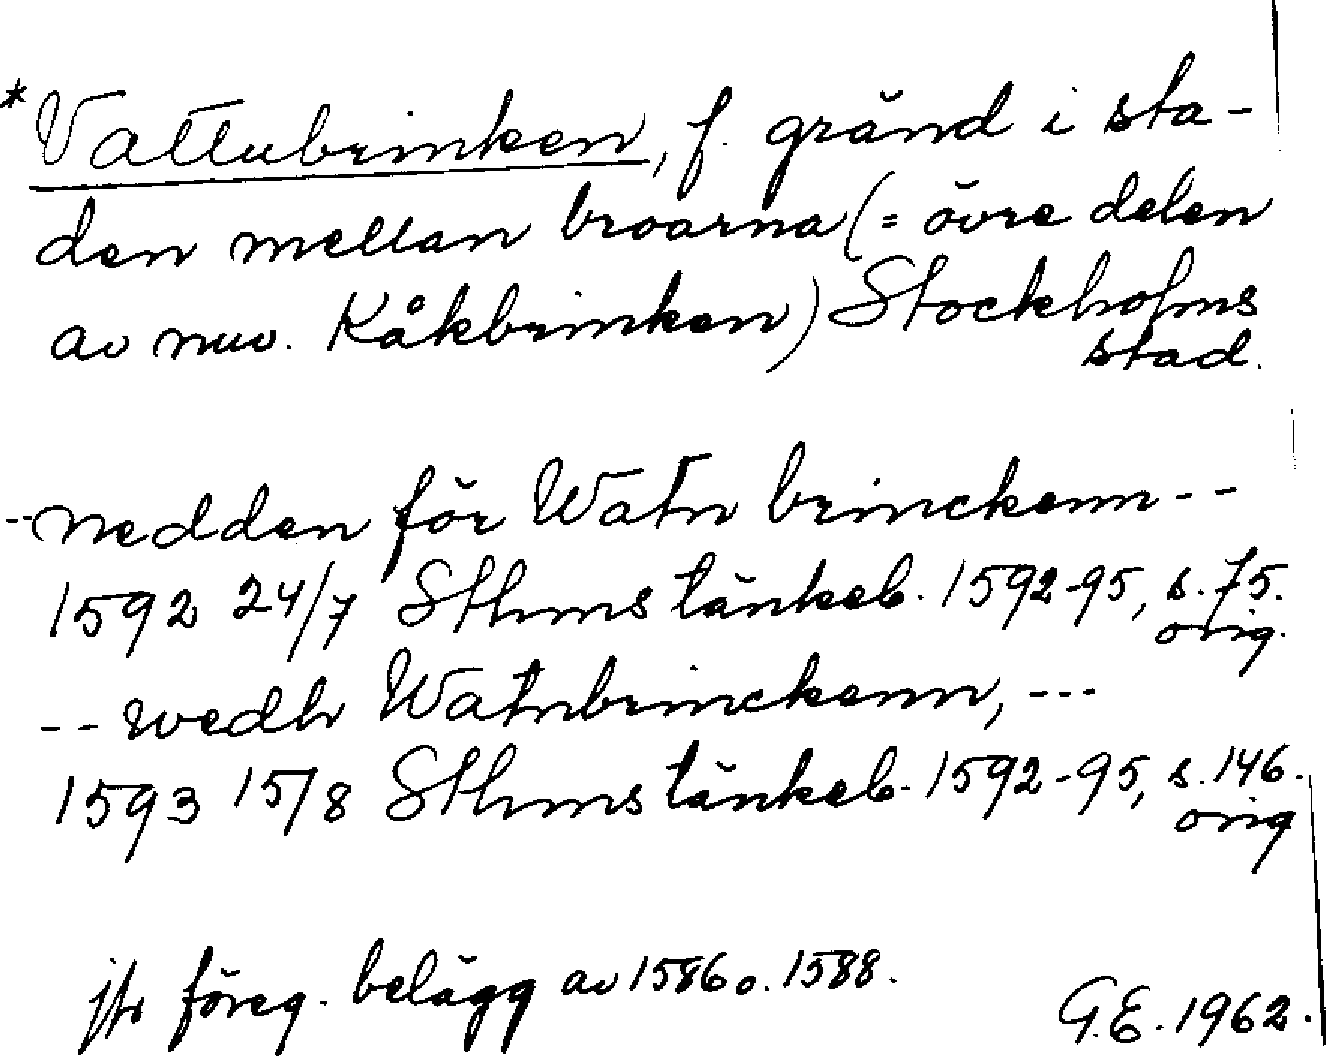 * Vattubrinken, f. gränd i sta-
den mellan broarna (= övre delen
av nuv. Kåkbrinken) Stockholms
stad.
-- nedden för Watn brinckenn --
1592 24/7 Sthms tänkeb. 1592-95, s. 75.
orig.
-- wedh Watnbrinckenn, ---
1593 15/8 Sthms tänkeb. 1592-95, s. 146.
orig
jfr föreg. belägg av 1586 o. 1588.
G.E. 1962.